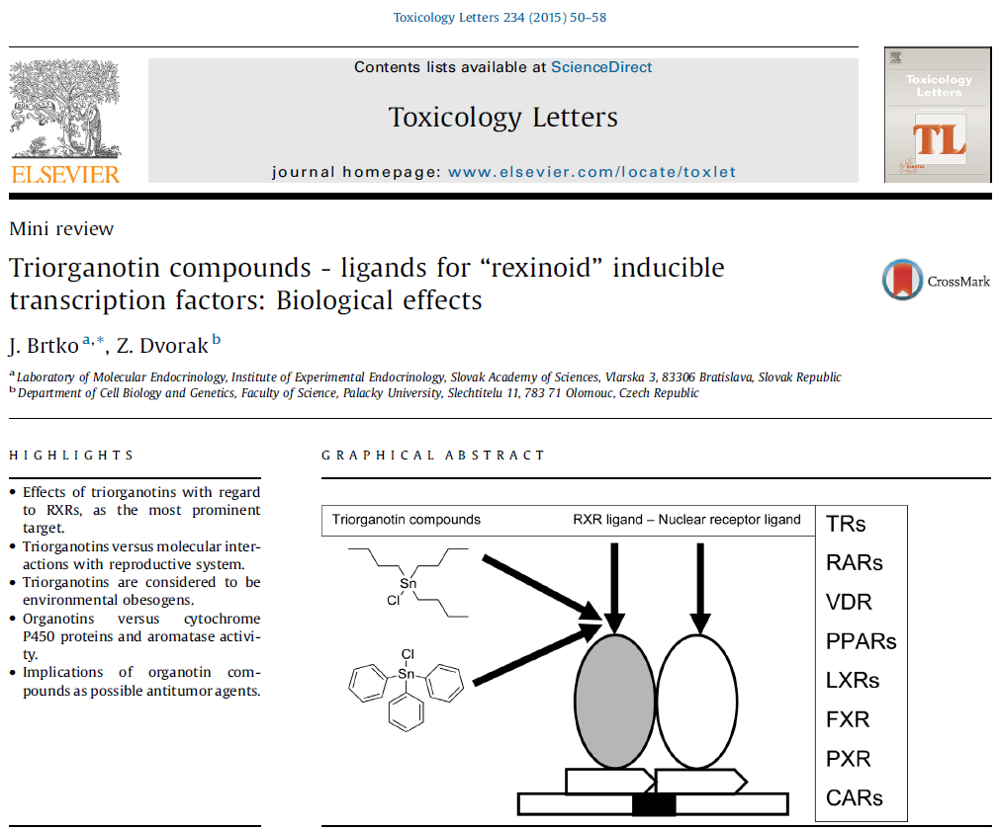 Toxicology Letters 234 (2015) 50–58
Contents lists available at ScienceDirect
Toxicology Letters
journal homepage: www.elsevier.com/locate/toxlet
ELSEVIER
Toxicology
Letters
TL
Mini review
Triorganotin compounds - ligands for “rexinoid” inducible
transcription factors: Biological effects
CrossMark
J. Brtko a,*, Z. Dvorak b
a Laboratory of Molecular Endocrinology, Institute of Experimental Endocrinology, Slovak Academy of Sciences, Vlarska 3, 83306 Bratislava, Slovak Republic
b Department of Cell Biology and Genetics, Faculty of Science, Palacky University, Slechtitelu 11, 783 71 Olomouc, Czech Republic
HIGHLIGHTS
• Effects of triorganotins with regard
to RXRs, as the most prominent
target.
• Triorganotins versus molecular inter-
actions with reproductive system.
• Triorganotins are considered to be
environmental obesogens.
• Organotins versus cytochrome
P450 proteins and aromatase activi-
ty.
• Implications of organotin com-
pounds as possible antitumor agents.
GRAPHICAL ABSTRACT
Triorganotin compounds
RXR ligand – Nuclear receptor ligand
Sn
Cl
Cl
Sn
TRs
RARs
VDR
PPARs
LXRs
FXR
PXR
CARs